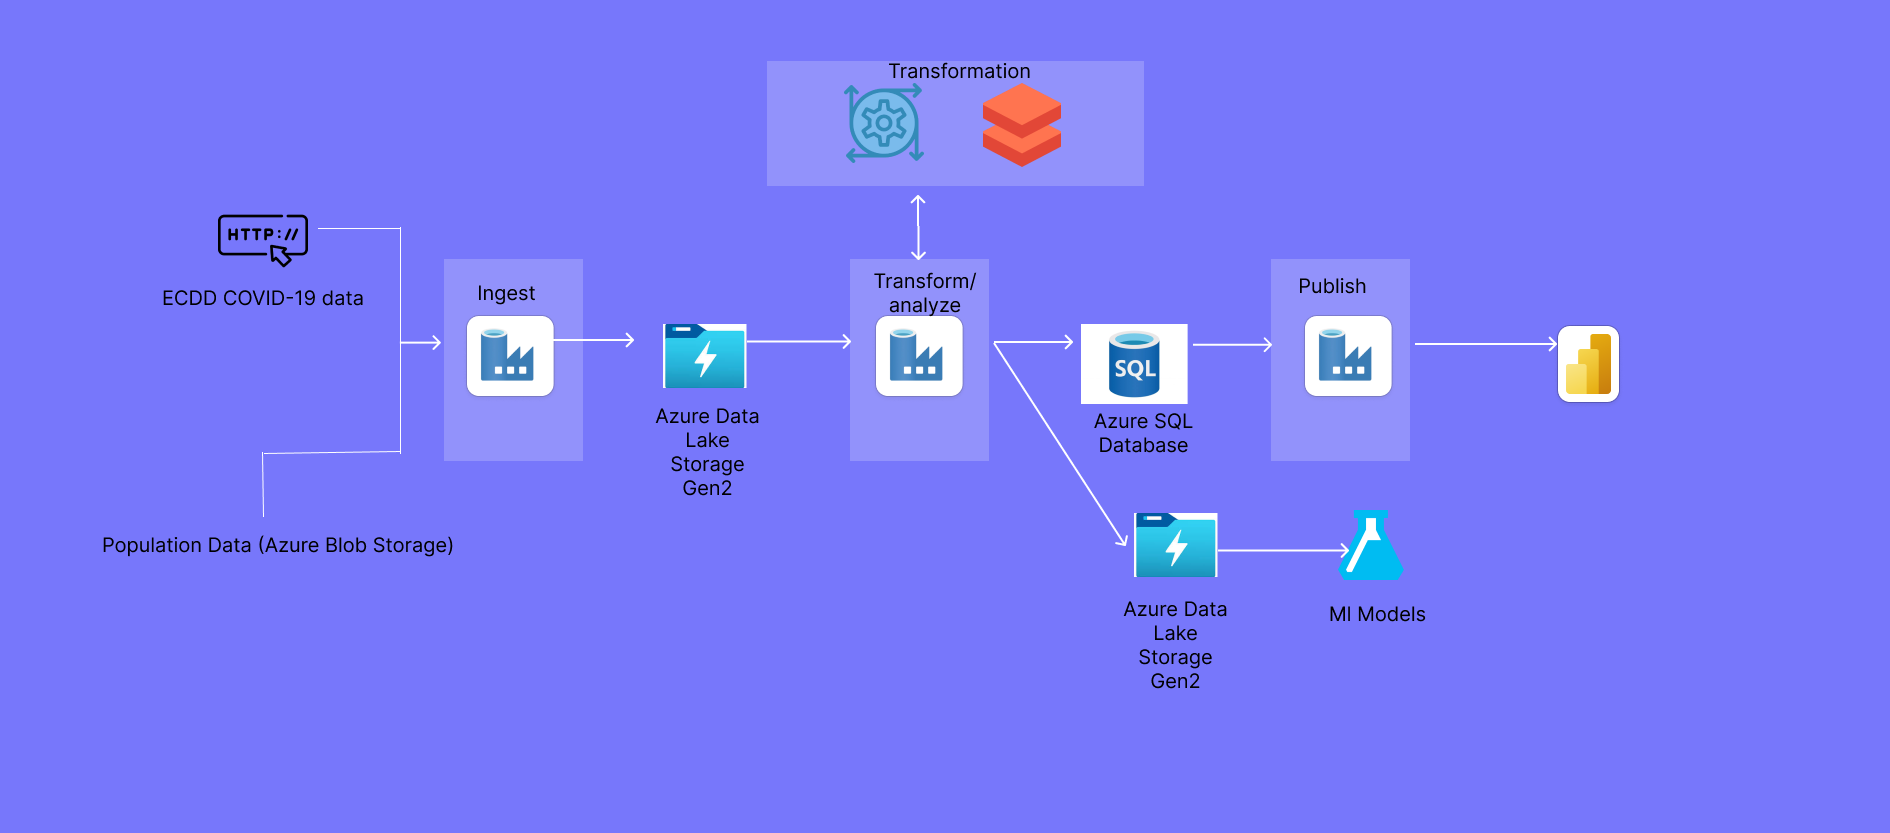 Transformation
HTTP://
ECDD COVID-19 data
Ingest
Transform/
analyze
Publish
SQL
Azure Data
Lake
Storage
Gen2
Azure SQL
Database
Population Data (Azure Blob Storage)
Azure Data
Lake
Storage
Gen2
Ml Models